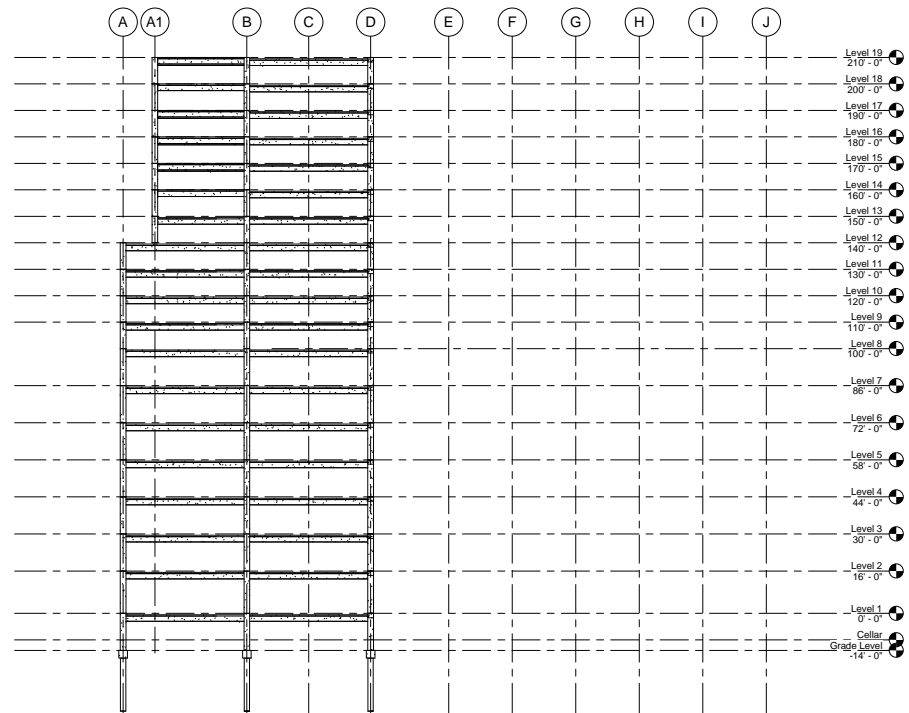 A A1 B C D E F G H I J
Level 19
210' - 0"
Level 18
200' - 0"
Level 17
190' - 0"
Level 16
180' - 0"
Level 15
170' - 0"
Level 14
160' - 0"
Level 13
150' - 0"
Level 12
140' - 0"
Level 11
130' - 0"
Level 10
120' - 0"
Level 9
110' - 0"
Level 8
100' - 0"
Level 7
86' - 0"
Level 6
72' - 0"
Level 5
58' - 0"
Level 4
44' - 0"
Level 3
30' - 0"
Level 2
16' - 0"
Level 1
0' - 0"
Cellar
Grade Level
-14' - 0"